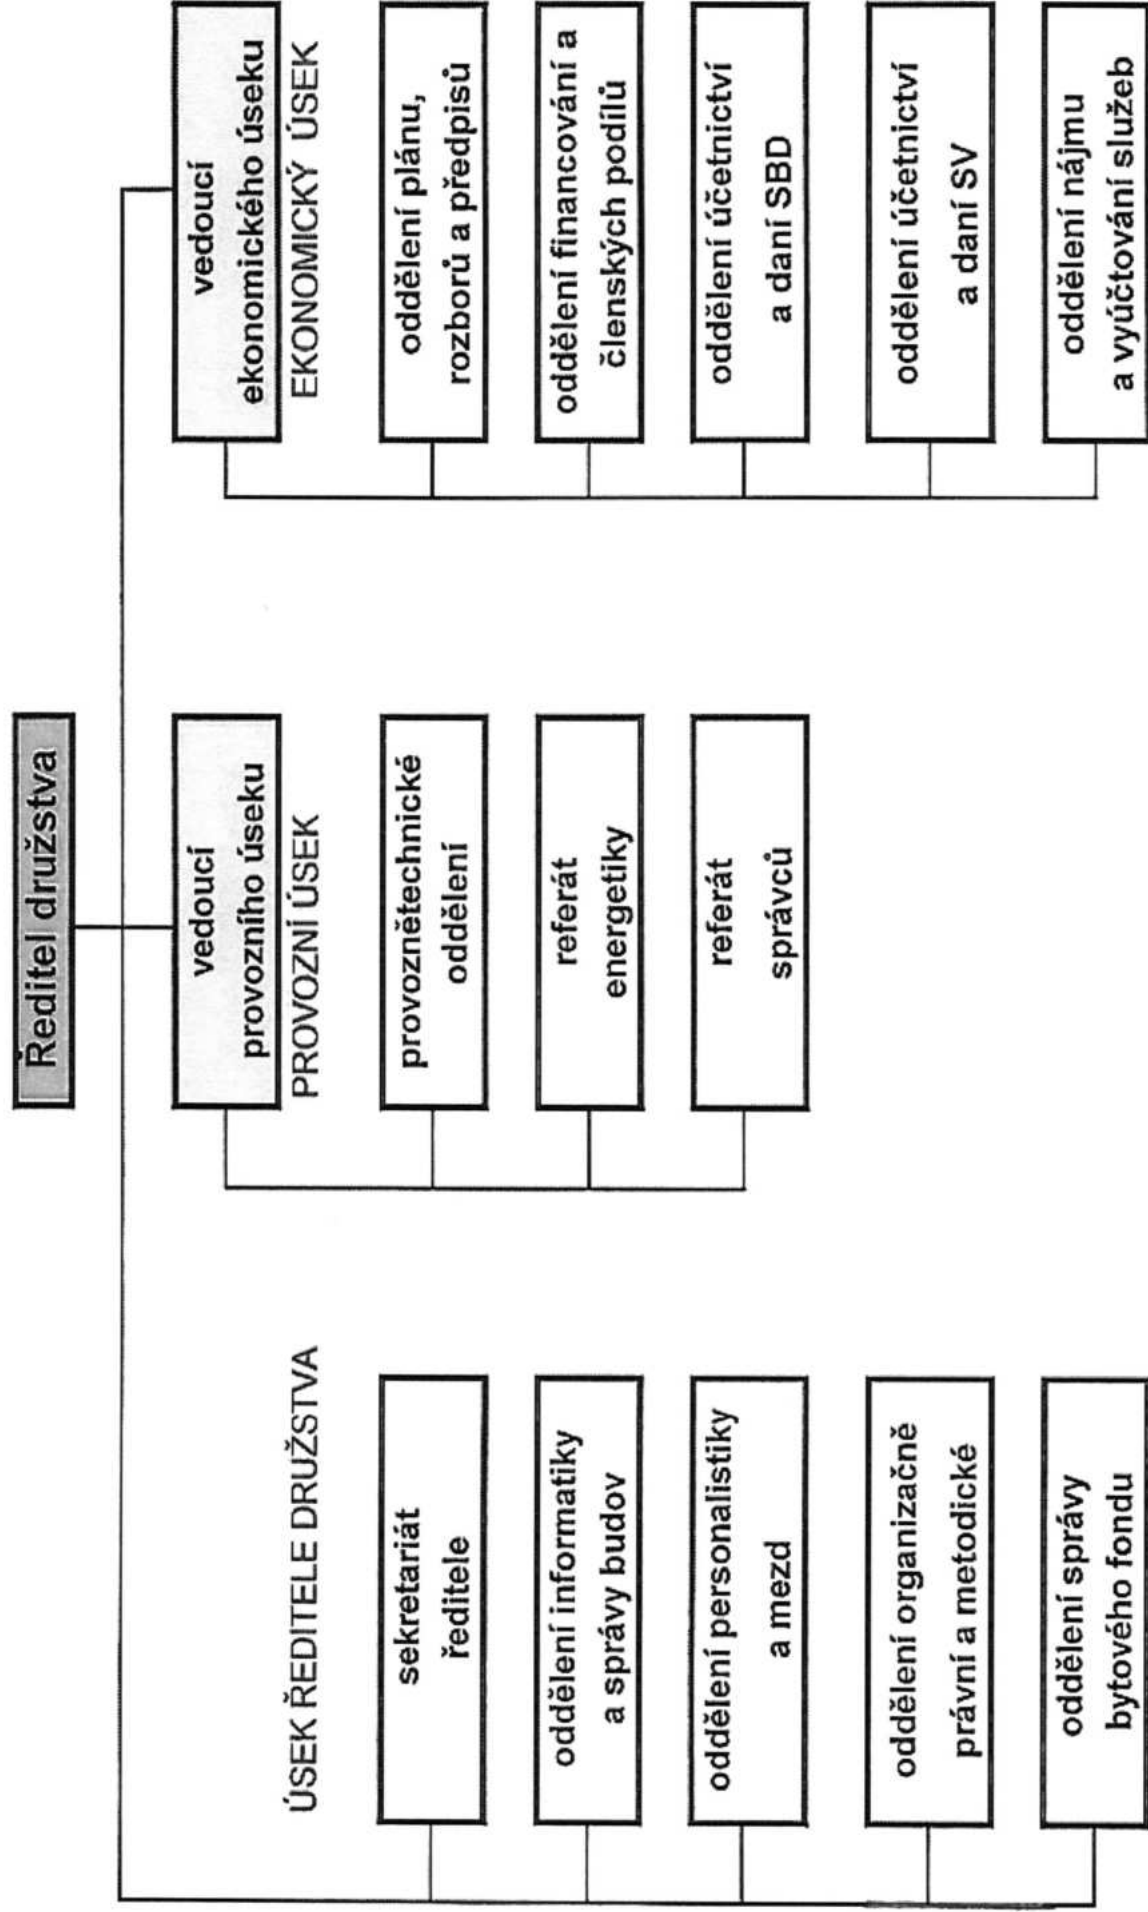 Ředitel družstva
ÚSEK ŘEDITELE DRUŽSTVA
sekretariát
ředitele
oddělení informatiky
a správy budov
oddělení personalistiky
a mezd
oddělení organizačně
právní a metodické
oddělení správy
bytového fondu
vedoucí
provozního úseku
PROVOZNÍ ÚSEK
provoznětechnické
oddělení
referát
energetiky
referát
správců
vedoucí
ekonomického úseku
EKONOMICKÝ ÚSEK
oddělení plánu,
rozborů a předpisů
oddělení financování a
členských podílů
oddělení účetnictví
a daní SBD
oddělení účetnictví
a daní SV
oddělení nájmu
a vyúčtování služeb